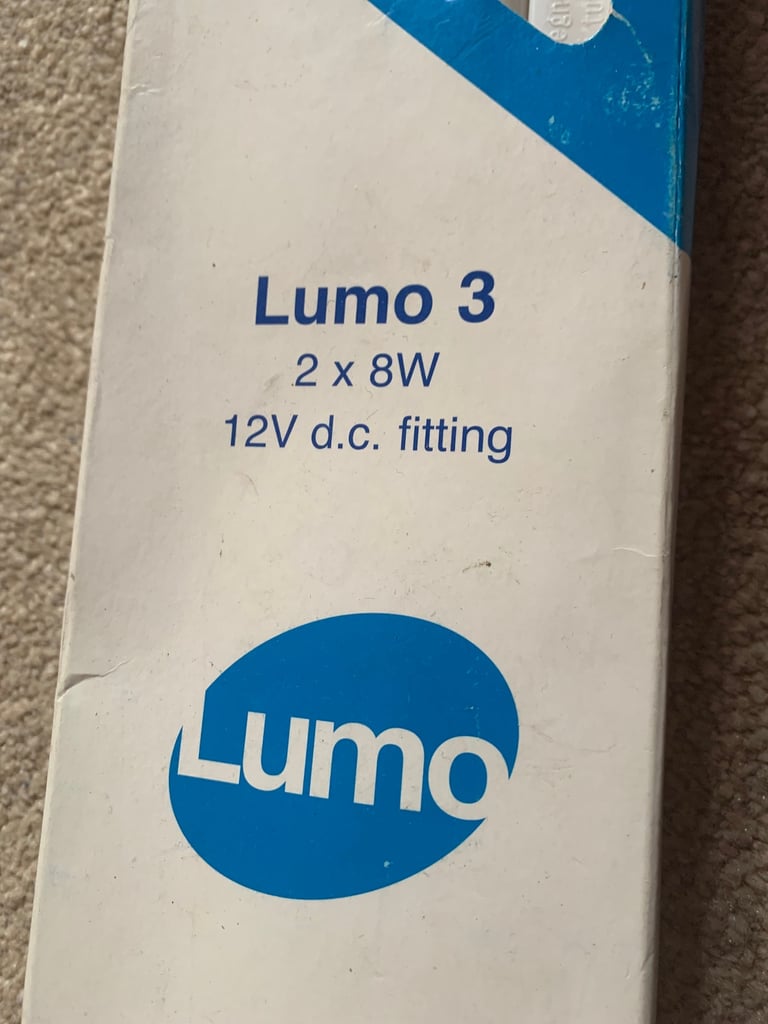 Lumo 3
2 x 8W
12V d.c. fitting
Lumo